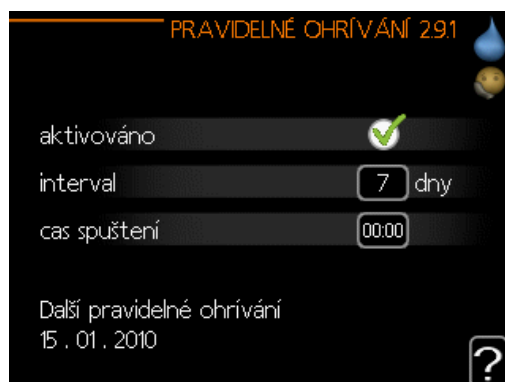 PRAVIDELNÉ OHRÍVÁNÍ 2.9.1
aktivováno
interval 7 dny
cas spuštení 00:00
Další pravidelné ohrívání
15 . 01 . 2010
?